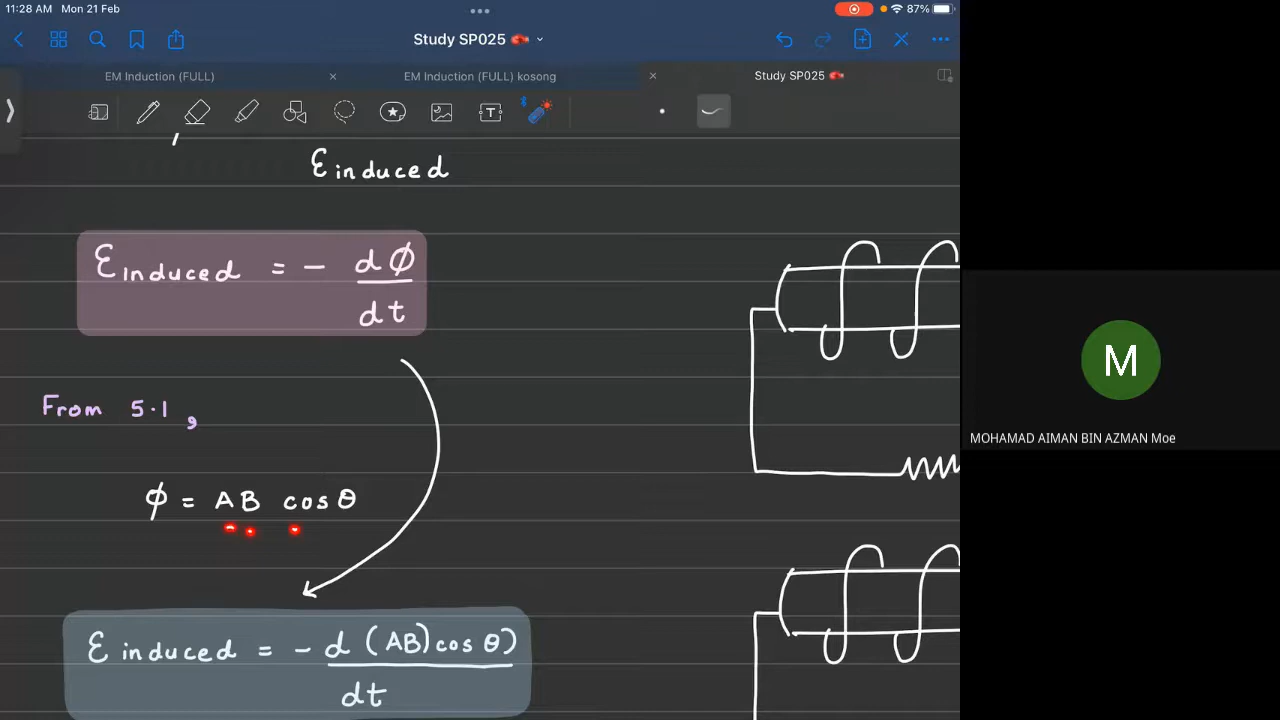 11:28 AM Mon 21 Feb
87%
Study SP025
EM Induction (FULL)
EM Induction (FULL) kosong
Study SP025
T
Ɛ induced
Ɛ induced = - dϕ
dt
From 5.1,
ϕ = AB cos θ
Ɛ induced = - d (AB) cos θ)
dt
M
MOHAMAD AIMAN BIN AZMAN Moe